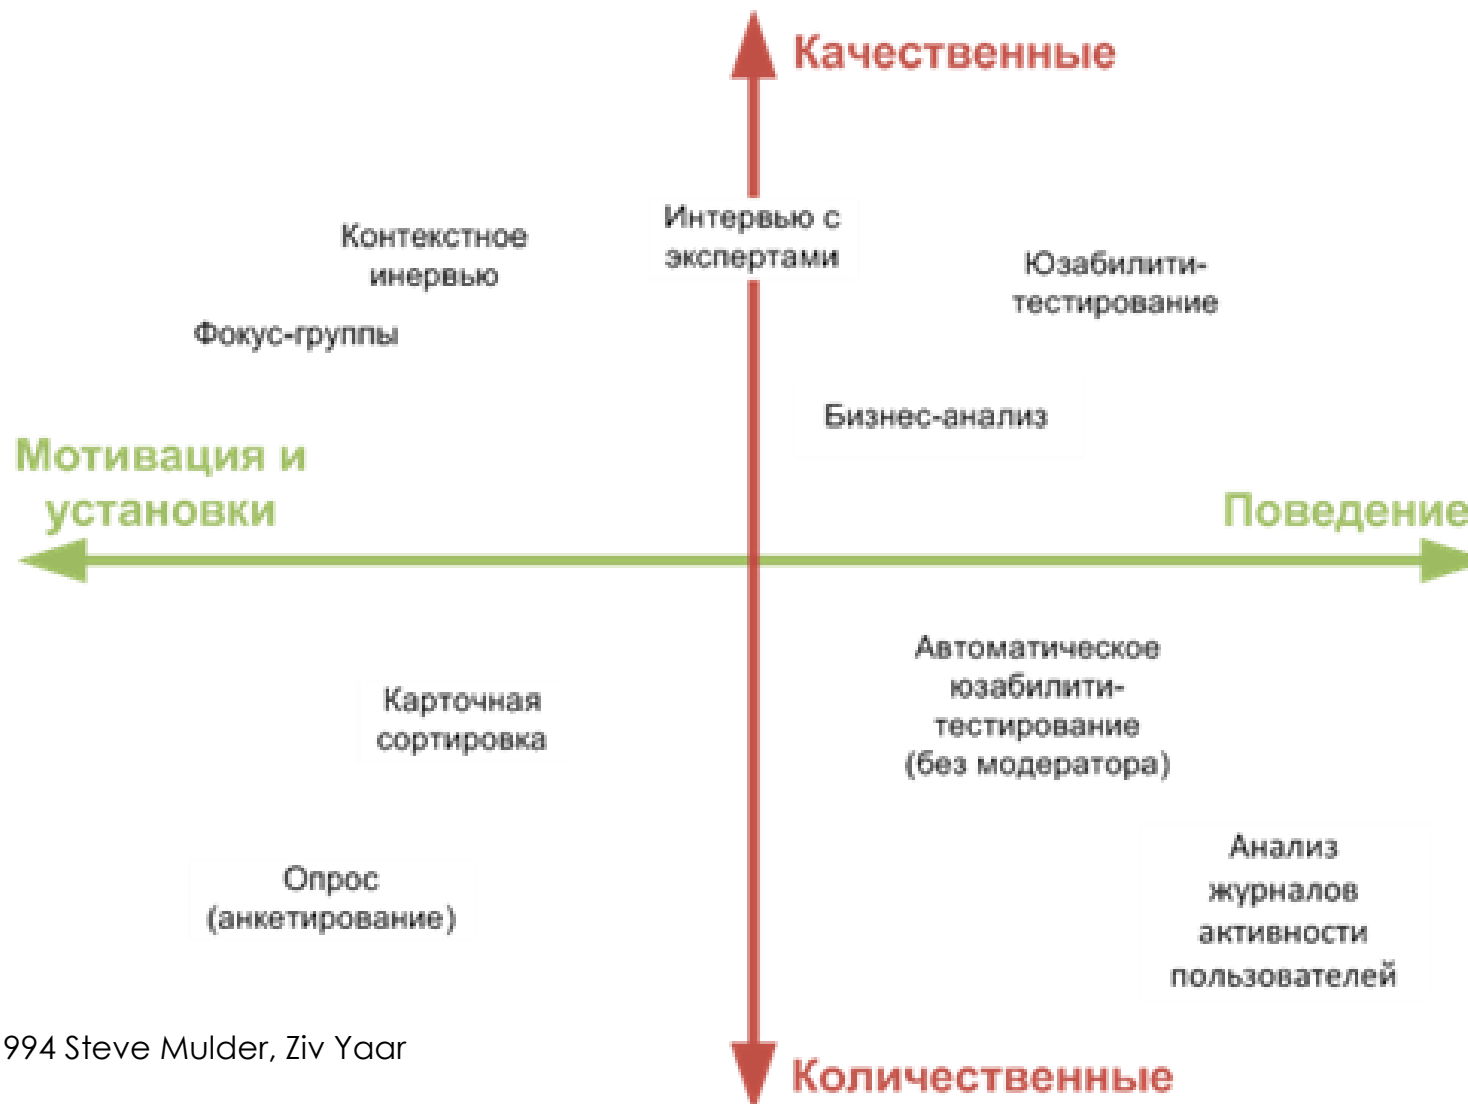 Качественные
Интервью с
экспертами
Контекстное
инервью
Юзабилити-
тестирование
Фокус-группы
Бизнес-анализ
Мотивация и
установки
Поведение
Автоматическое
юзабилити-
тестирование
(без модератора)
Карточная
сортировка
Анализ
журналов
активности
пользователей
Опрос
(анкетирование)
994 Steve Mulder, Ziv Yaar
Количественные